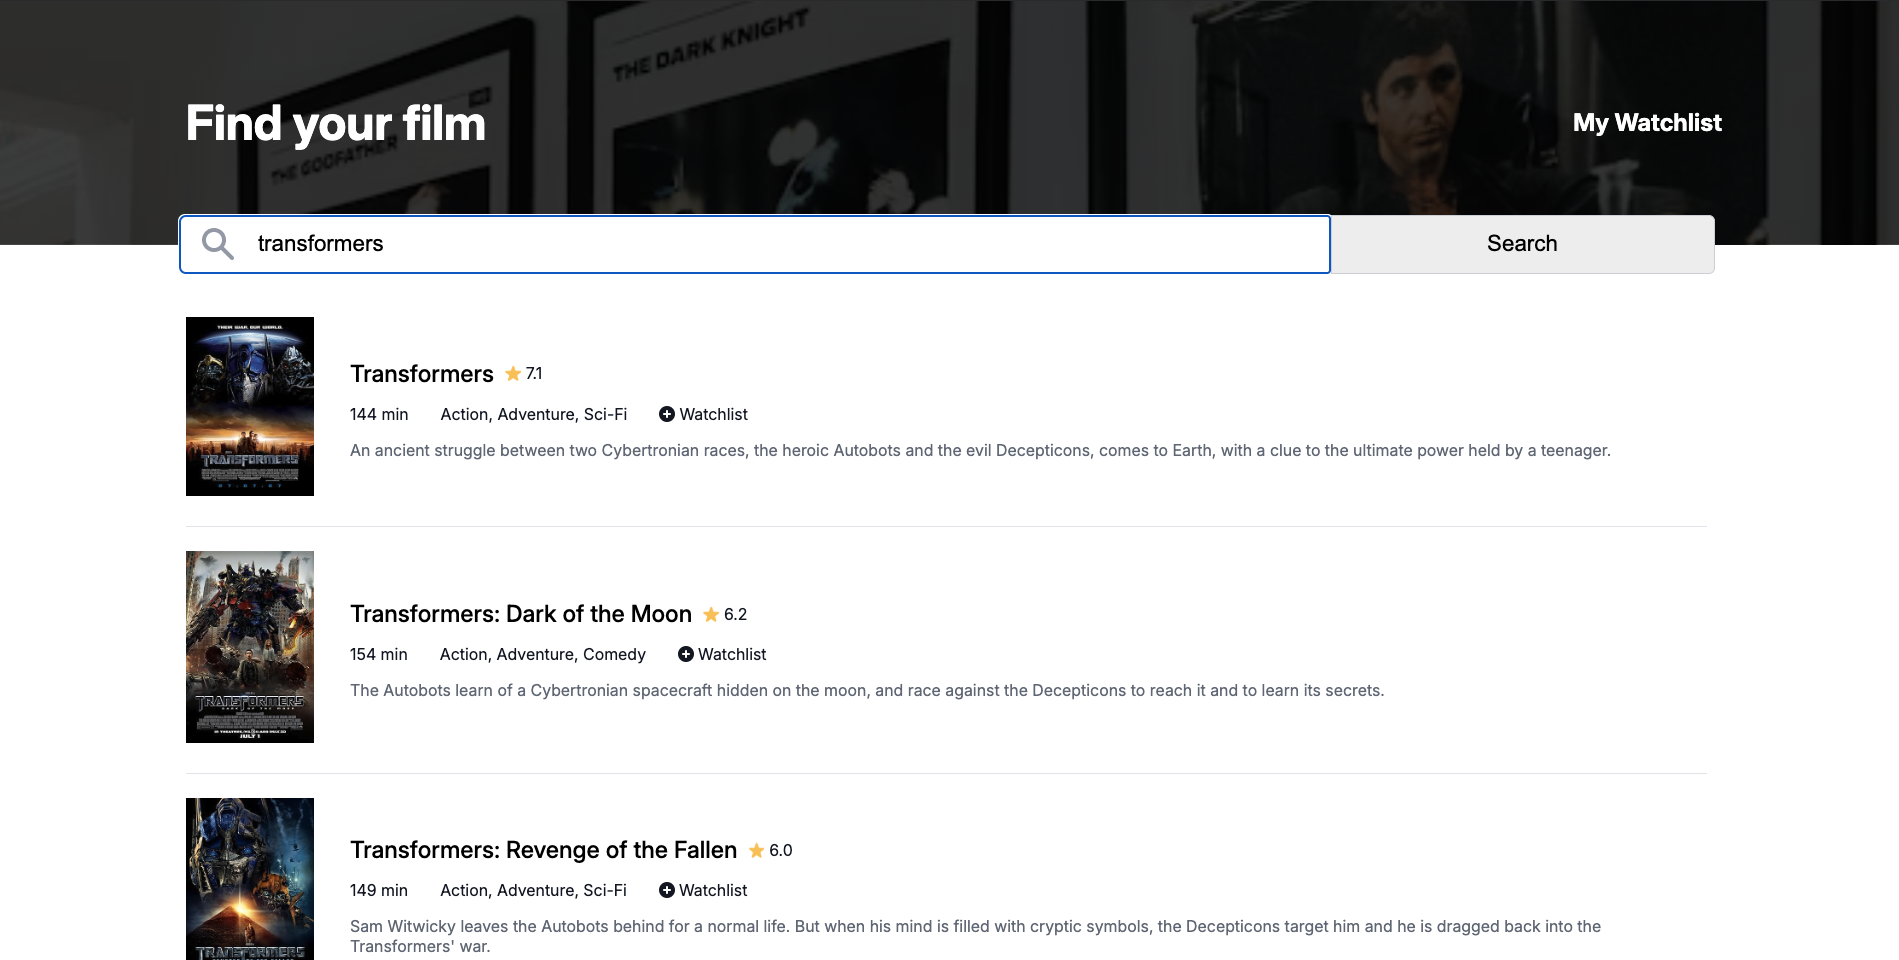 THE DARK KNIGHT
THE GODFATHER
Find your film
My Watchlist
transformers
Search
THEIR WAR. OUR WORLD.
TRANSFORMERS
Transformers 7.1
144 min Action, Adventure, Sci-Fi Watchlist
An ancient struggle between two Cybertronian races, the heroic Autobots and the evil Decepticons, comes to Earth, with a clue to the ultimate power held by a teenager.
TRANSFORMERS
JULY 1
Transformers: Dark of the Moon 6.2
154 min Action, Adventure, Comedy Watchlist
The Autobots learn of a Cybertronian spacecraft hidden on the moon, and race against the Decepticons to reach it and to learn its secrets.
TRANSFORMERS
Transformers: Revenge of the Fallen 6.0
149 min Action, Adventure, Sci-Fi Watchlist
Sam Witwicky leaves the Autobots behind for a normal life. But when his mind is filled with cryptic symbols, the Decepticons target him and he is dragged back into the
Transformers' war.